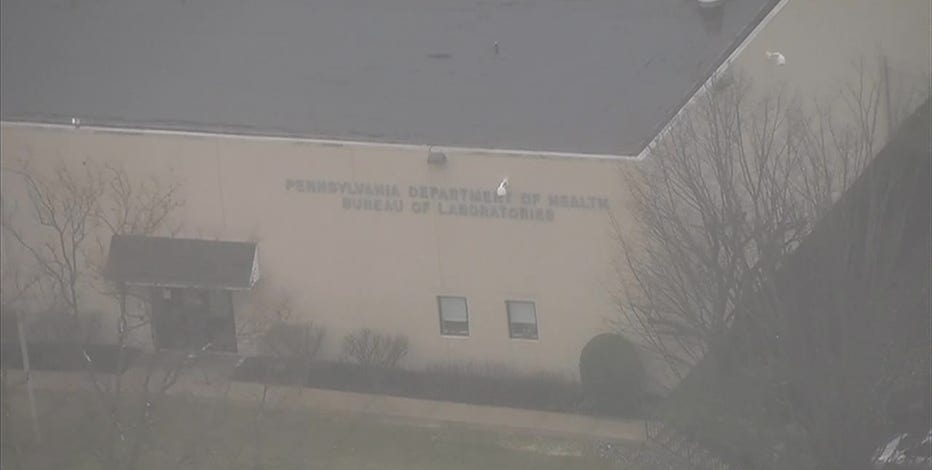 PENNSYLVANIA DEPARTMENT OF HEALTH
BUREAU OF LABORATORIES